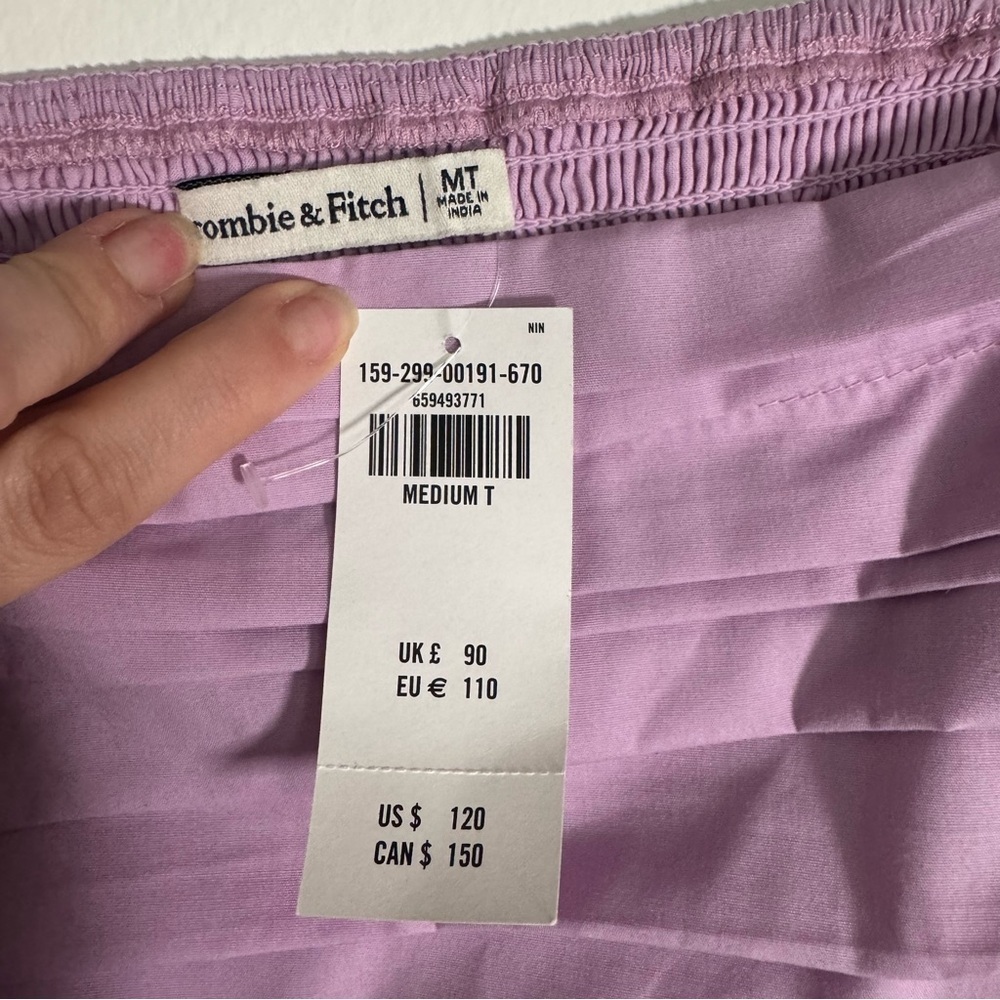 rombie & Fitch
MT
MADE IN
INDIA
NIN
159-299-00191-670
659493771
MEDIUM T
UK £ 90
EU € 110
US $ 120
CAN $ 150